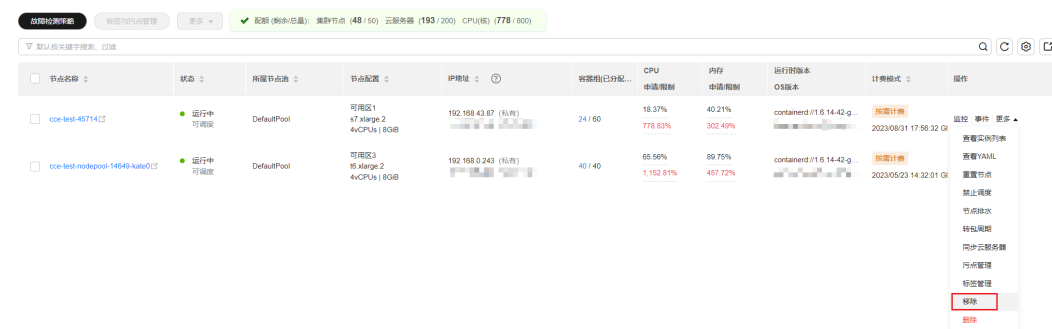 故障检测策略 标签与污点管理 更多 配额 (剩余/总量): 集群节点 (48 / 50) 云服务器 (193 / 200) CPU(核) (778 / 800)
默认按关键字搜索、过滤
节点名称 状态 所属节点池 节点配置 IP地址 容器组(已分配... CPU 申请/限制 内存 申请/限制 运行时版本 OS版本 计费模式 操作
cce-test-45714 运行中 可调度 DefaultPool 可用区1 s7.xlarge.2 4vCPUs | 8GiB 192.168.43.87 (私有) 24 / 60 18.37% 778.83% 40.21% 302.49% containerd://1.6.14-42-g... 按需计费 2023/08/31 17:56:32 GI 监控 事件 更多
cce-test-nodepool-14649-kate0 运行中 可调度 DefaultPool 可用区3 t6.xlarge.2 4vCPUs | 8GiB 192.168.0.243 (私有) 40 / 40 65.56% 1,152.81% 89.75% 457.72% containerd://1.6.14-42-g... 按需计费 2023/05/23 14:32:01 GI
查看实例列表
查看YAML
重置节点
禁止调度
节点排水
转包周期
同步云服务器
污点管理
标签管理
移除
删除